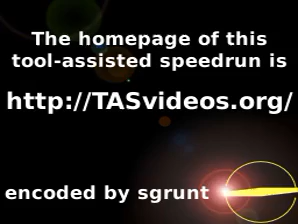 The homepage of this
tool-assisted speedrun is
http://TASvideos.org/
encoded by sgrunt